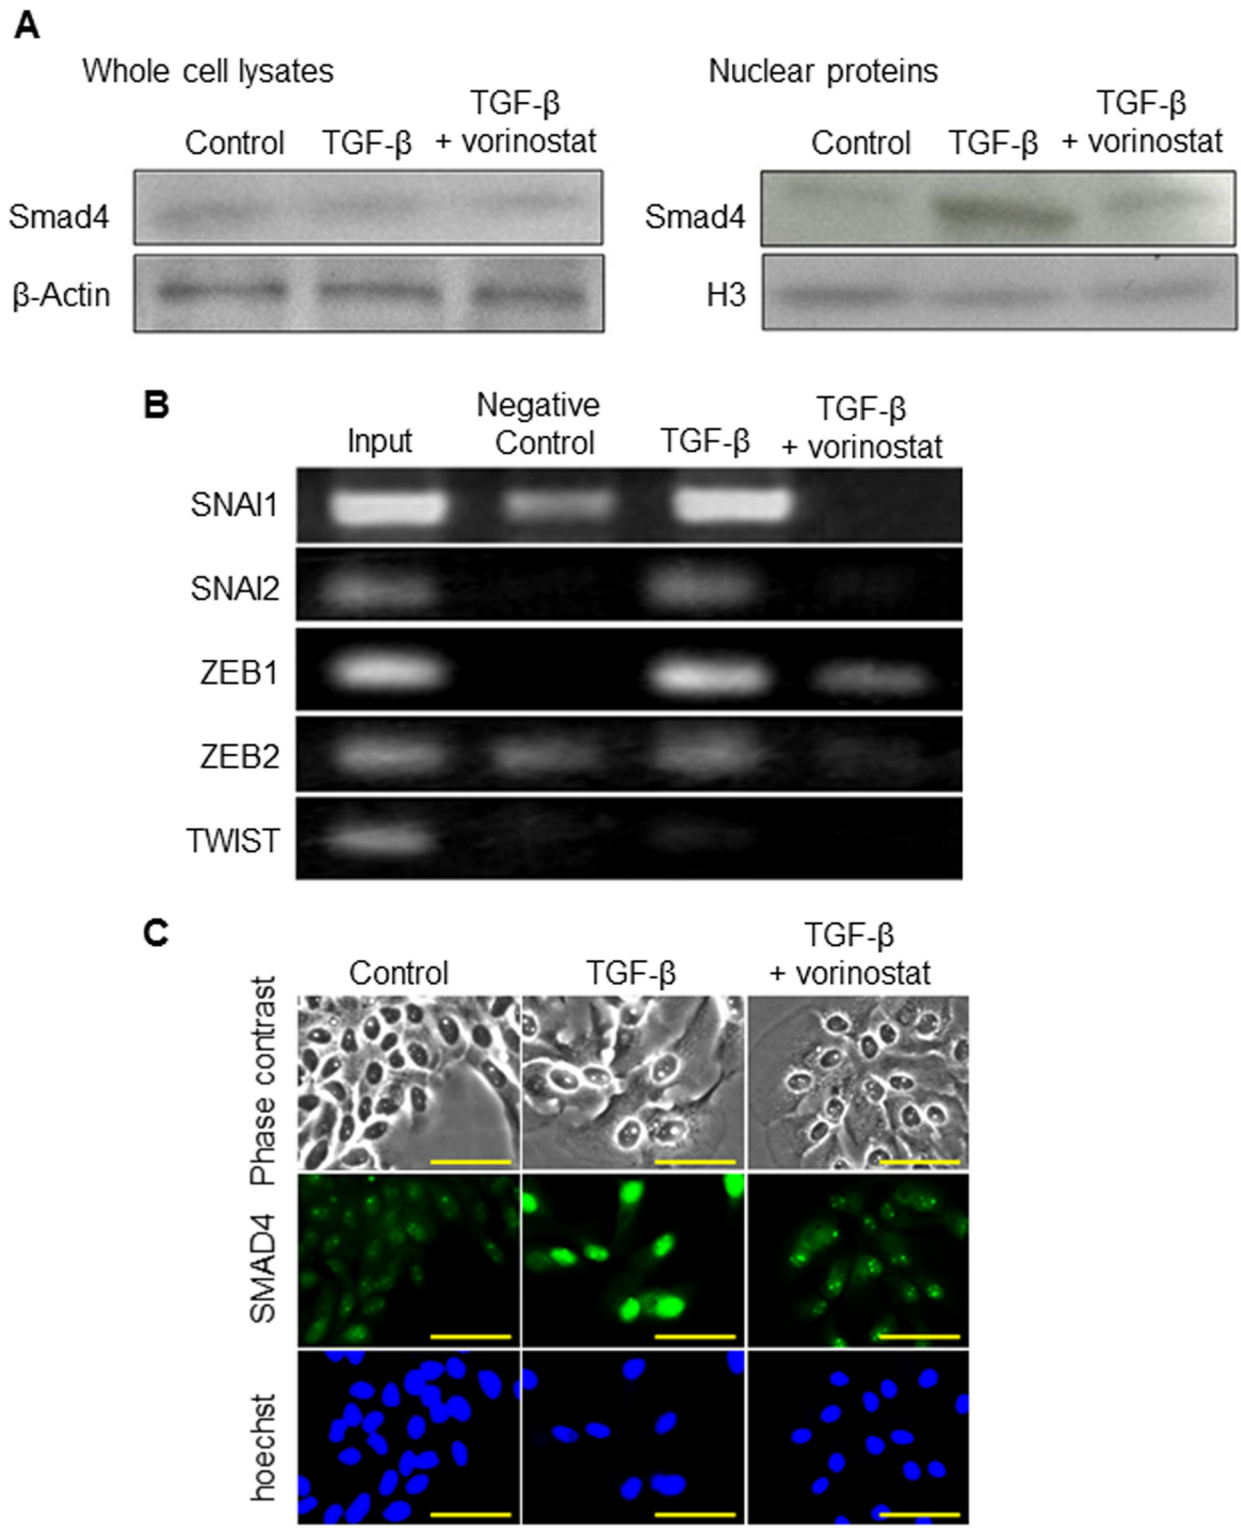 A
Whole cell lysates
Nuclear proteins
Control
TGF-β
TGF-β
+ vorinostat
Control
TGF-β
TGF-β
+ vorinostat
Smad4
Smad4
β-Actin
H3
B
Input
Negative
Control
TGF-β
TGF-β
+ vorinostat
SNAI1
SNAI2
ZEB1
ZEB2
TWIST
C
Control
TGF-β
TGF-β
+ vorinostat
Phase contrast
SMAD4
hoechst